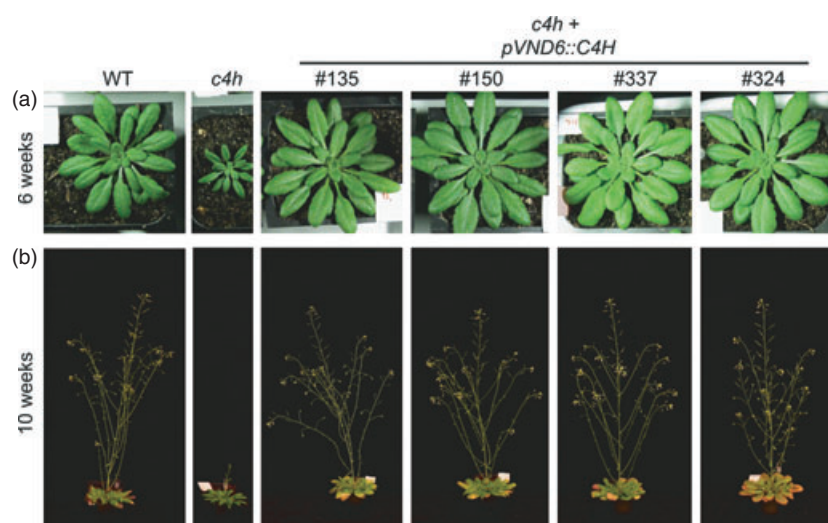 c4h +
pVND6::C4H
WT c4h #135 #150 #337 #324
(a)
6 weeks
(b)
10 weeks